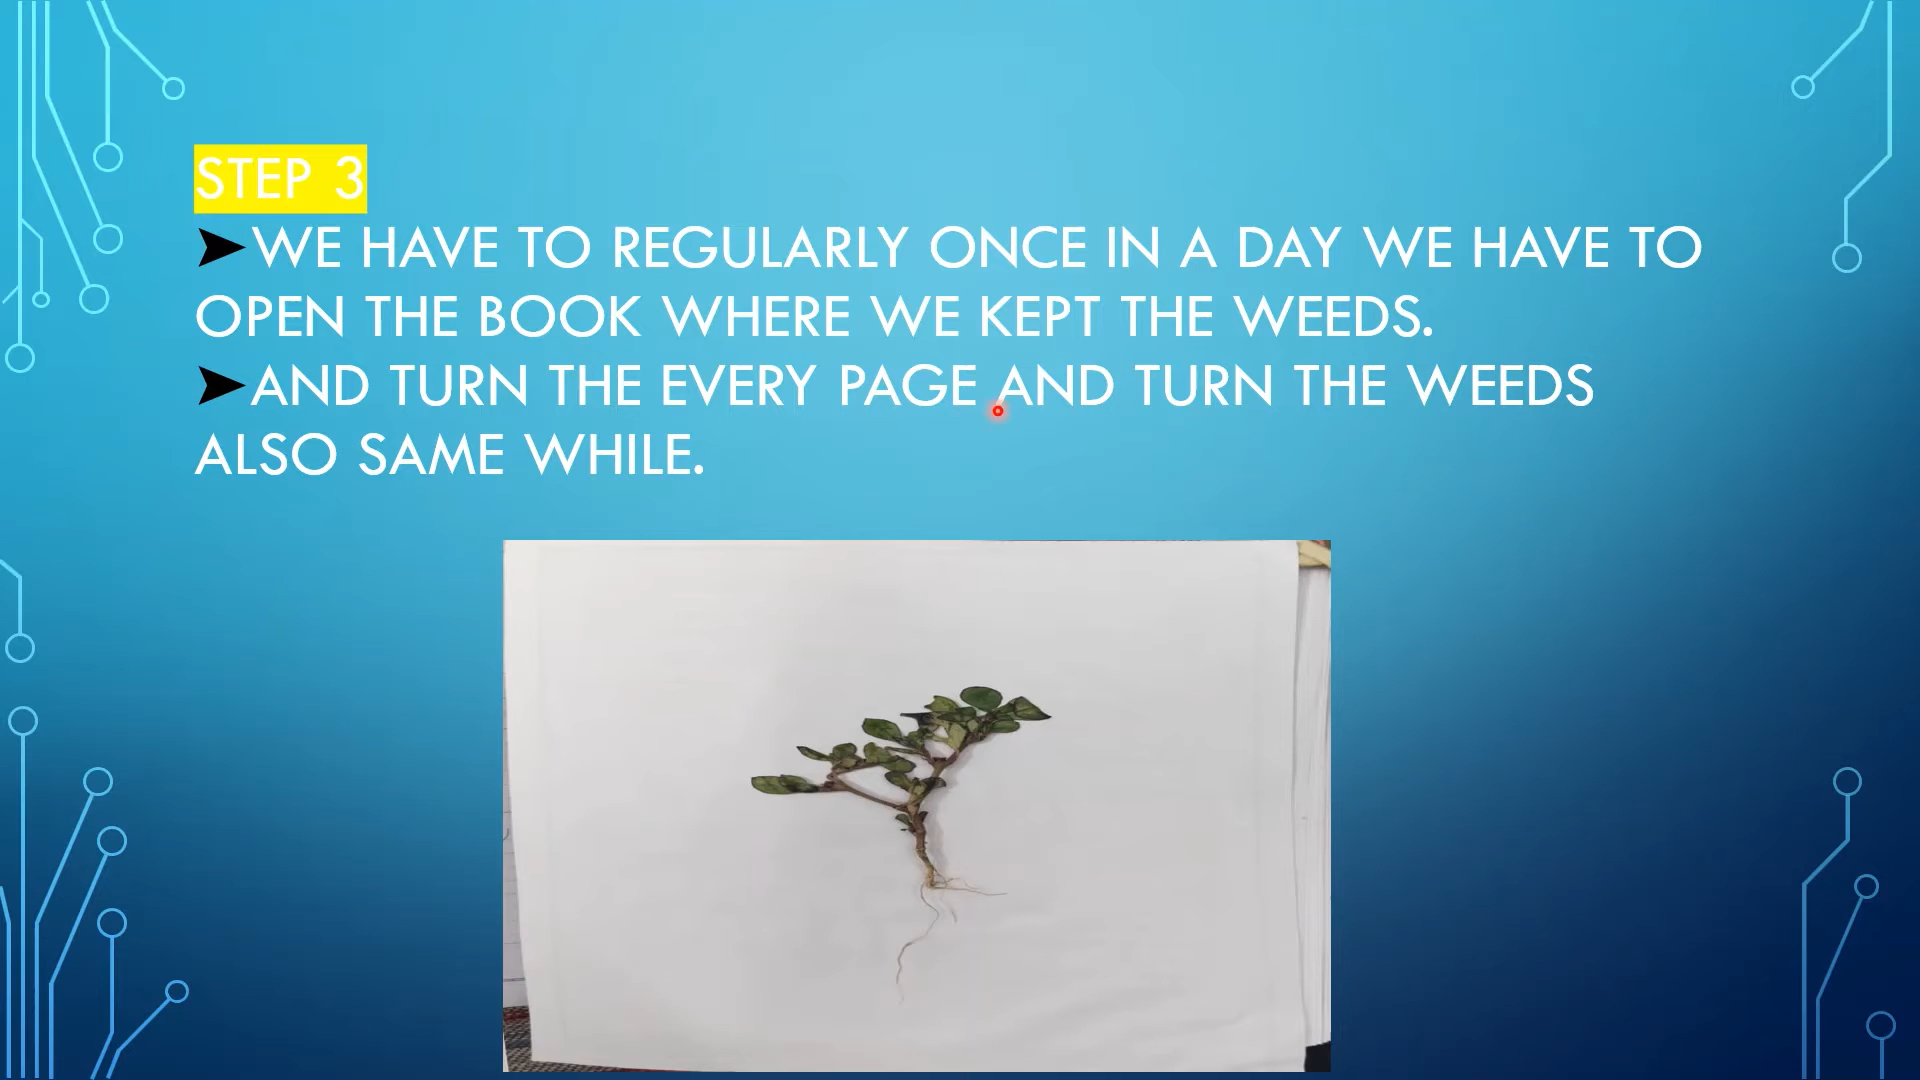 STEP 3
➤WE HAVE TO REGULARLY ONCE IN A DAY WE HAVE TO
OPEN THE BOOK WHERE WE KEPT THE WEEDS.
➤AND TURN THE EVERY PAGE AND TURN THE WEEDS
ALSO SAME WHILE.